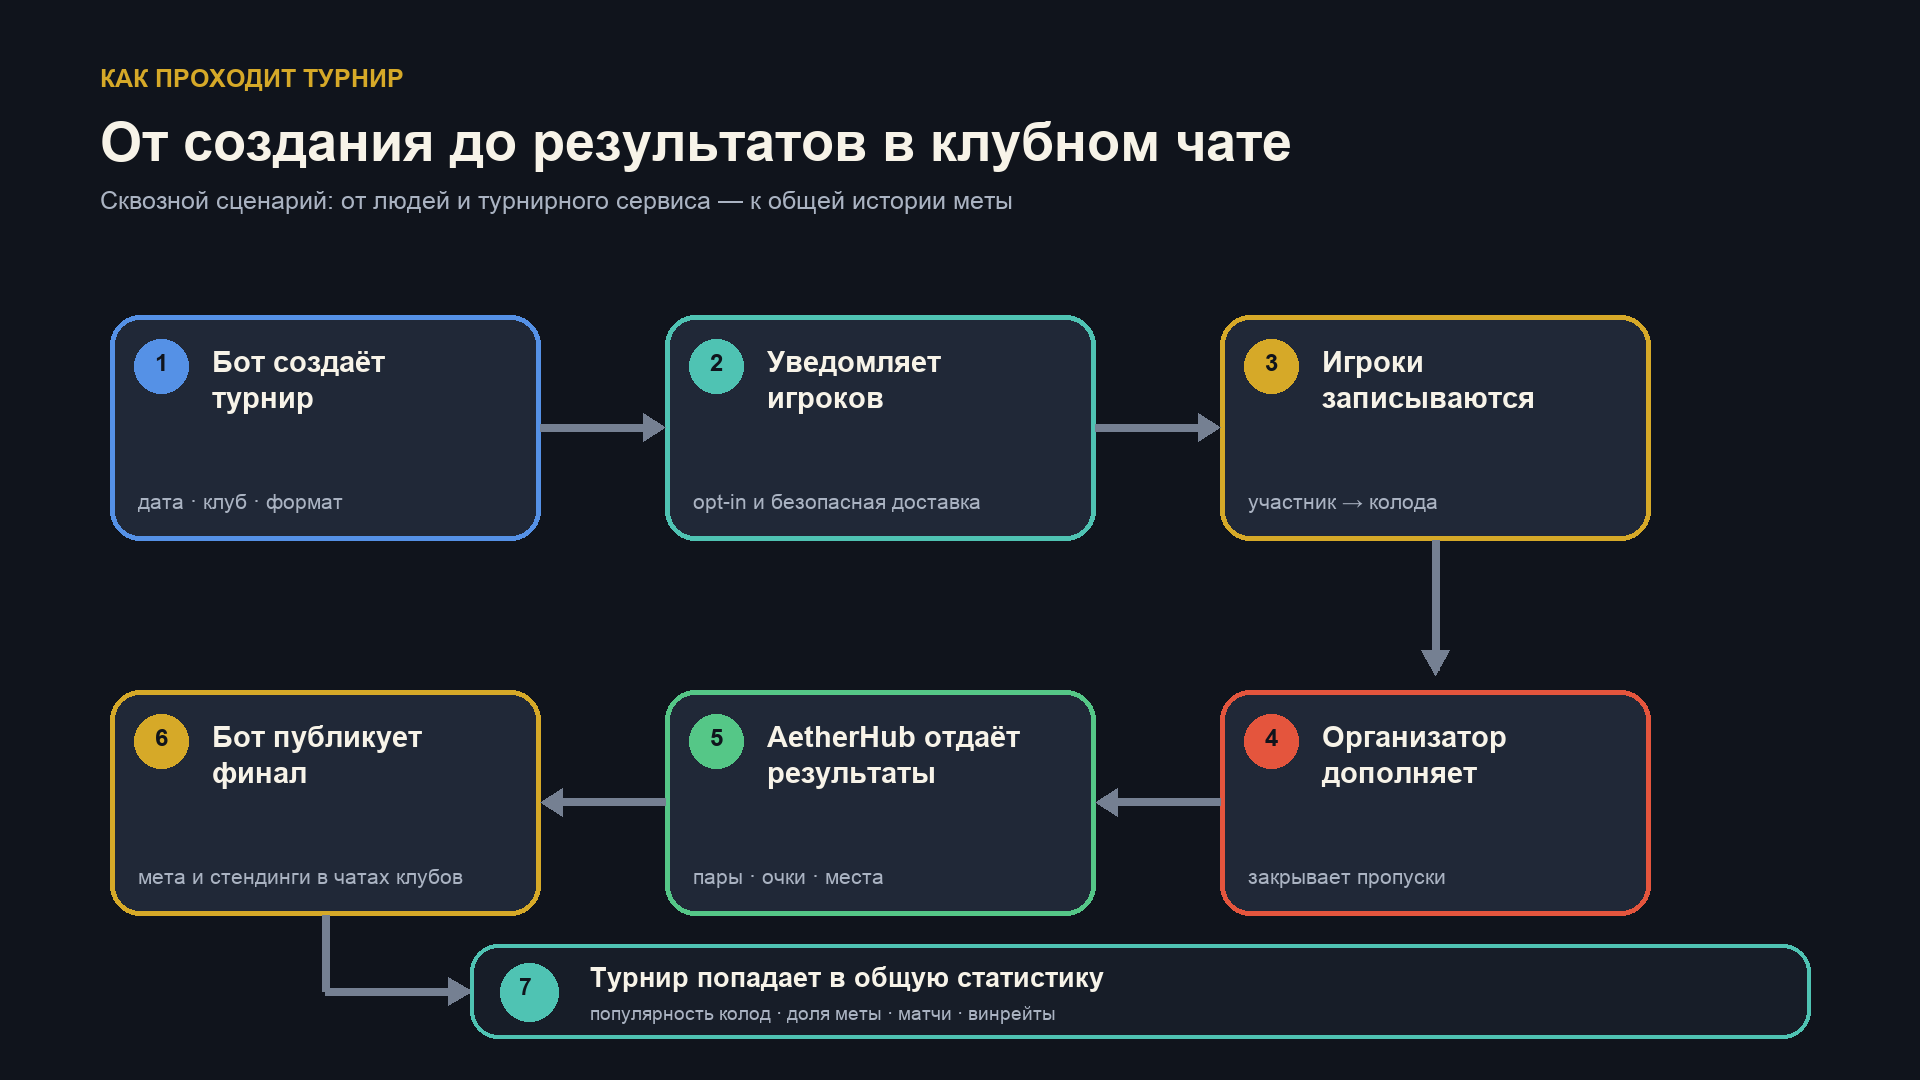 КАК ПРОХОДИТ ТУРНИР
От создания до результатов в клубном чате
Сквозной сценарий: от людей и турнирного сервиса — к общей истории меты
1
Бот создаёт
турнир
дата · клуб · формат
2
Уведомляет
игроков
opt-in и безопасная доставка
3
Игроки
записываются
участник → колода
4
Организатор
дополняет
закрывает пропуски
5
AetherHub отдаёт
результаты
пары · очки · места
6
Бот публикует
финал
мета и стендинги в чатах клубов
7
Турнир попадает в общую статистику
популярность колод · доля меты · матчи · винрейты